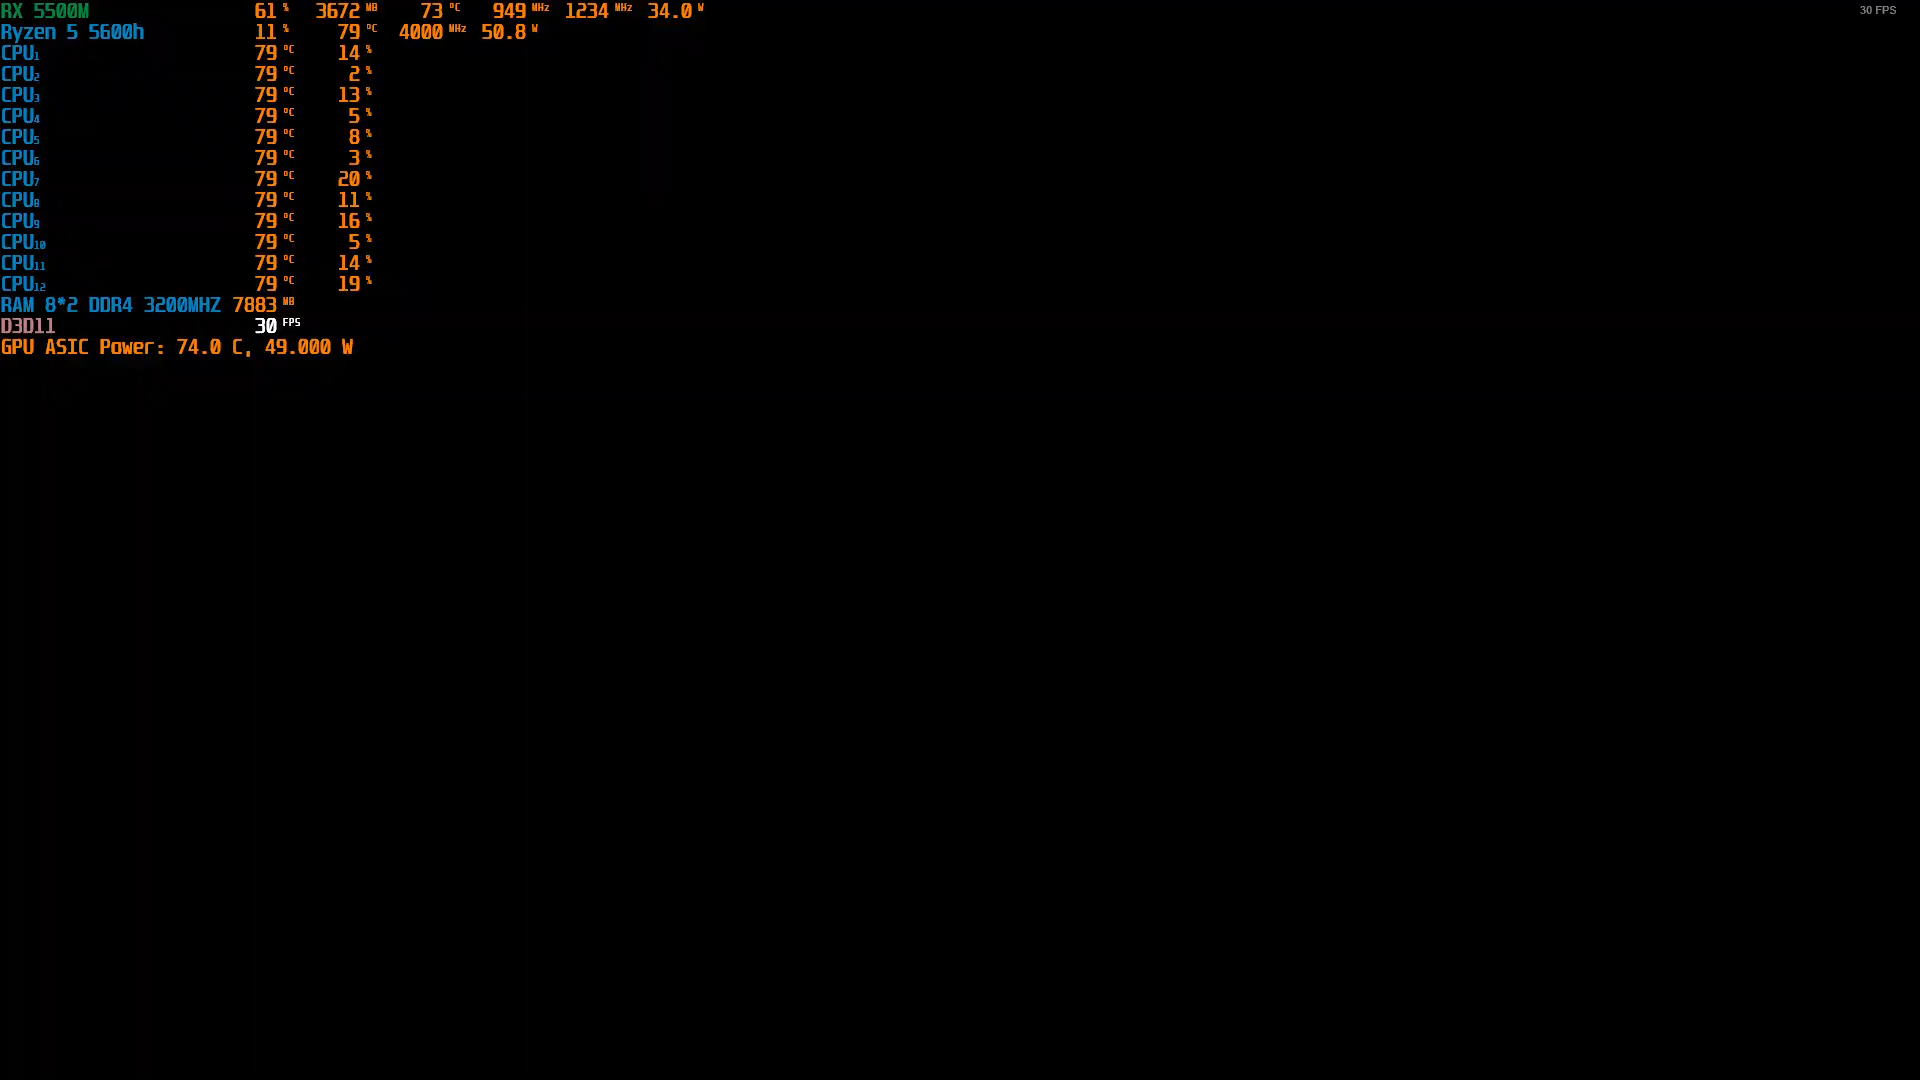 RX 5500M 61 % 3672 MB 73 °C 949 MHz 1234 MHz 34.0 W 30 FPS
Ryzen 5 5600h 11 % 79 °C 4000 MHz 50.8 W
CPU1 79 °C 14 %
CPU2 79 °C 2 %
CPU3 79 °C 13 %
CPU4 79 °C 5 %
CPU5 79 °C 8 %
CPU6 79 °C 3 %
CPU7 79 °C 20 %
CPU8 79 °C 11 %
CPU9 79 °C 16 %
CPU10 79 °C 5 %
CPU11 79 °C 14 %
CPU12 79 °C 19 %
RAM 8*2 DDR4 3200MHZ 7883 MB
D3D11 30 FPS
GPU ASIC Power: 74.0 C, 49.000 W